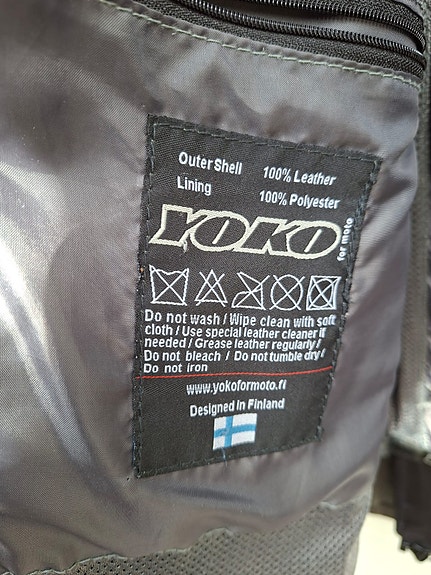 Outer Shell 100% Leather
Lining 100% Polyester
YOKO for moto
Do not wash / Wipe clean with soft
cloth / Use special leather cleaner if
needed / Grease leather regularly /
Do not bleach / Do not tumble dry /
Do not iron
www.yokoformoto.fi
Designed in Finland